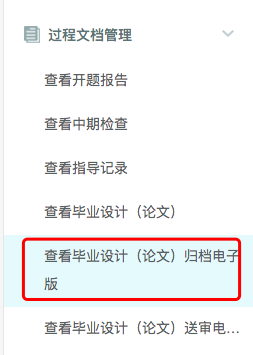 过程文档管理
查看开题报告
查看中期检查
查看指导记录
查看毕业设计（论文）
查看毕业设计（论文）归档电子
版
查看毕业设计（论文）送审电...